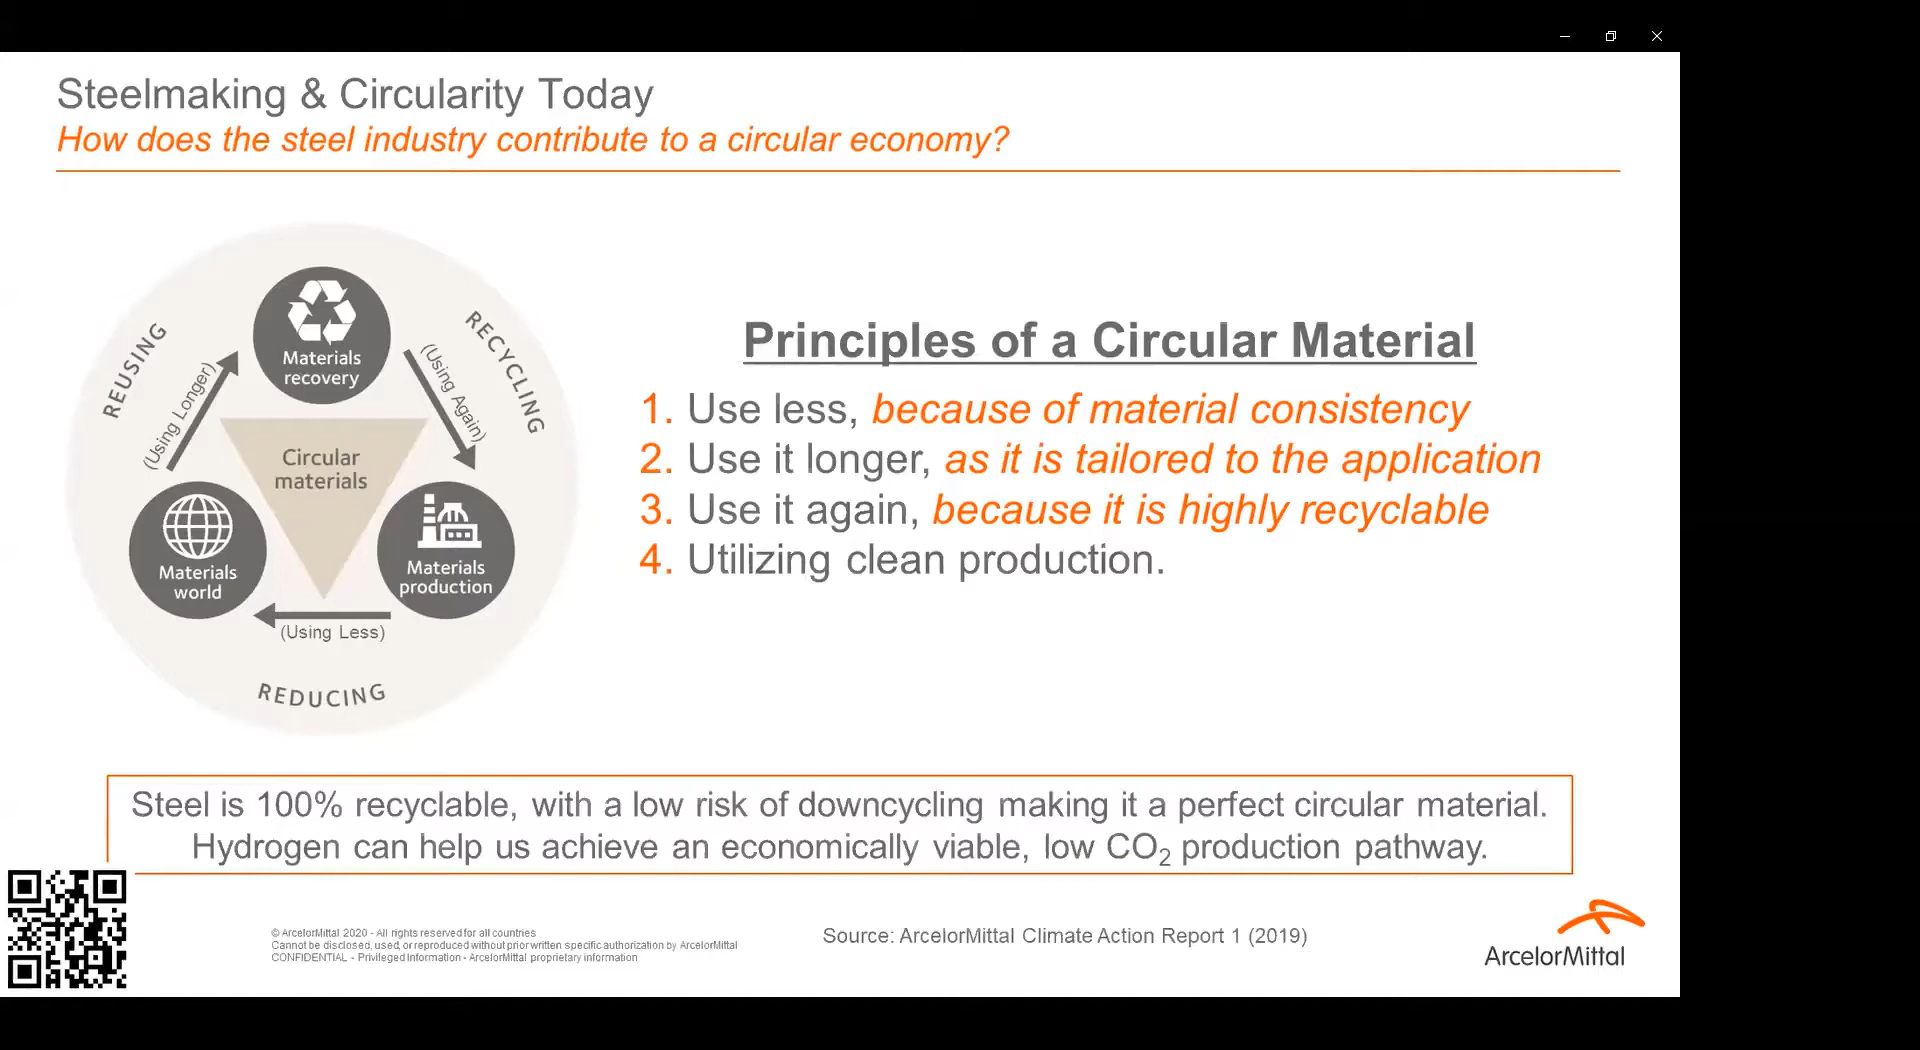 Steelmaking & Circularity Today
How does the steel industry contribute to a circular economy?
REUSING
(Using Longer)
Materials
recovery
(Using Again)
RECYCLING
Circular
materials
Materials
world
Materials
production
(Using Less)
REDUCING
Principles of a Circular Material
1. Use less, because of material consistency
2. Use it longer, as it is tailored to the application
3. Use it again, because it is highly recyclable
4. Utilizing clean production.
Steel is 100% recyclable, with a low risk of downcycling making it a perfect circular material.
Hydrogen can help us achieve an economically viable, low CO₂ production pathway.
© ArcelorMittal 2020 - All rights reserved for all countries
Cannot be disclosed, used, or reproduced without prior written specific authorization by ArcelorMittal
CONFIDENTIAL - Privileged Information - ArcelorMittal proprietary information
Source: ArcelorMittal Climate Action Report 1 (2019)
ArcelorMittal